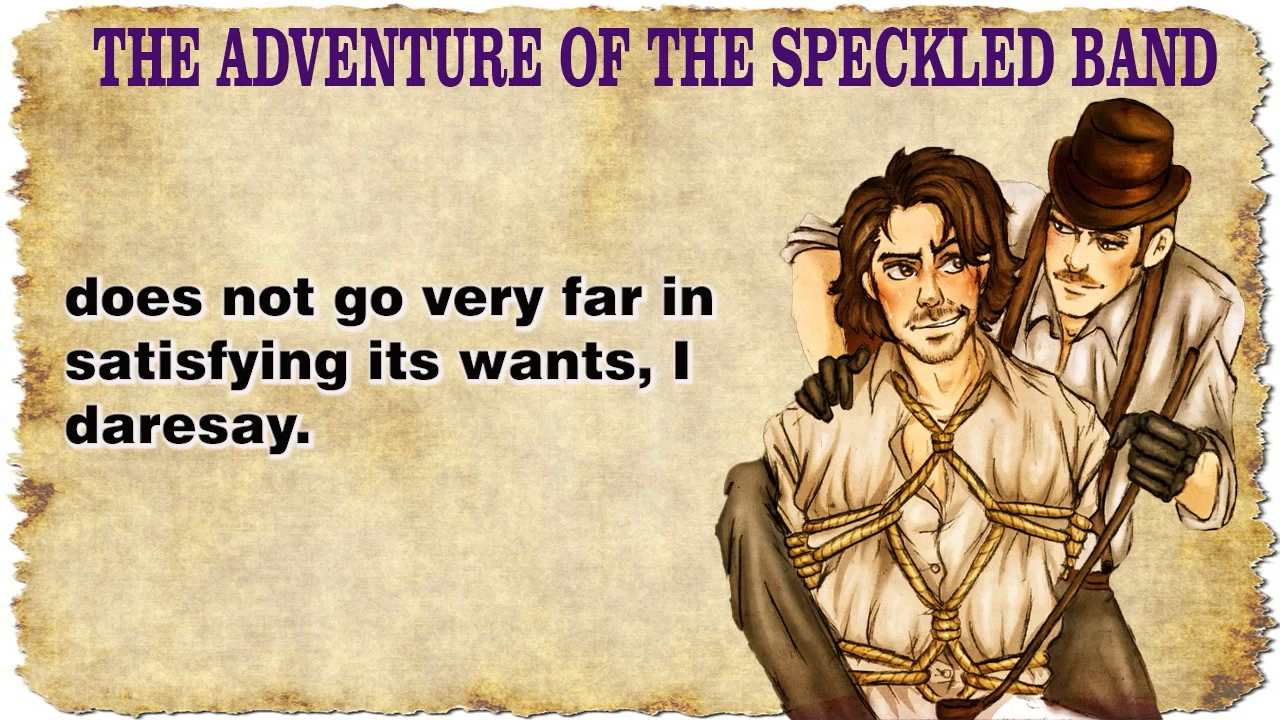 THE ADVENTURE OF THE SPECKLED BAND
does not go very far in
satisfying its wants, I
daresay.